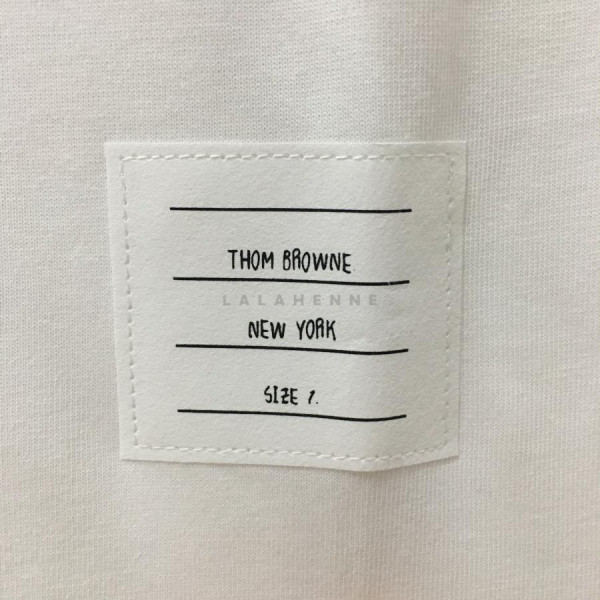 THOM BROWNE.
LALAHENNE
NEW YORK
SIZE 1.